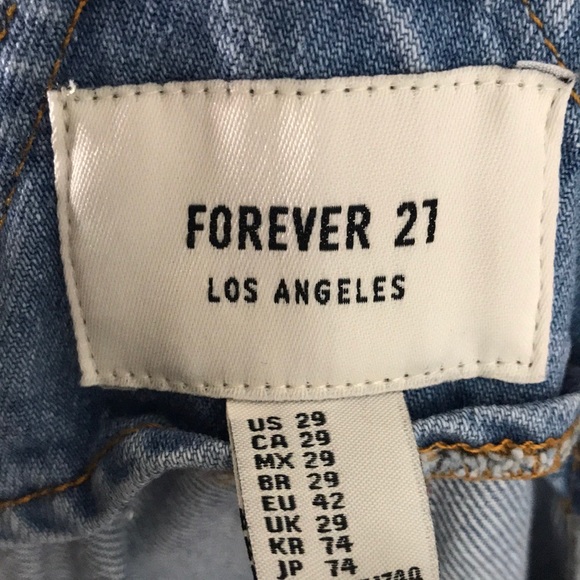 FOREVER 21
LOS ANGELES
US 29
CA 29
MX 29
BR 29
EU 42
UK 29
KR 74
JP 74